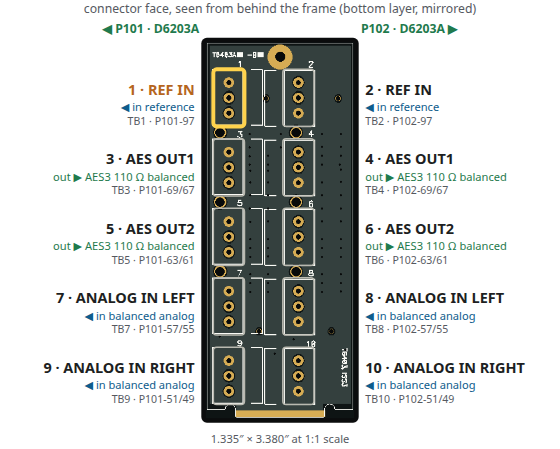 connector face, seen from behind the frame (bottom layer, mirrored)
◀ P101 · D6203A
P102 · D6203A ▶
1
2
1 · REF IN
◀ in reference
TB1 · P101-97
2 · REF IN
◀ in reference
TB2 · P102-97
3
4
3 · AES OUT1
out ▶ AES3 110 Ω balanced
TB3 · P101-69/67
4 · AES OUT1
out ▶ AES3 110 Ω balanced
TB4 · P102-69/67
5
6
5 · AES OUT2
out ▶ AES3 110 Ω balanced
TB5 · P101-63/61
6 · AES OUT2
out ▶ AES3 110 Ω balanced
TB6 · P102-63/61
7
8
7 · ANALOG IN LEFT
◀ in balanced analog
TB7 · P101-57/55
8 · ANALOG IN LEFT
◀ in balanced analog
TB8 · P102-57/55
9
10
9 · ANALOG IN RIGHT
◀ in balanced analog
TB9 · P101-51/49
10 · ANALOG IN RIGHT
◀ in balanced analog
TB10 · P102-51/49
1.335″ × 3.380″ at 1:1 scale